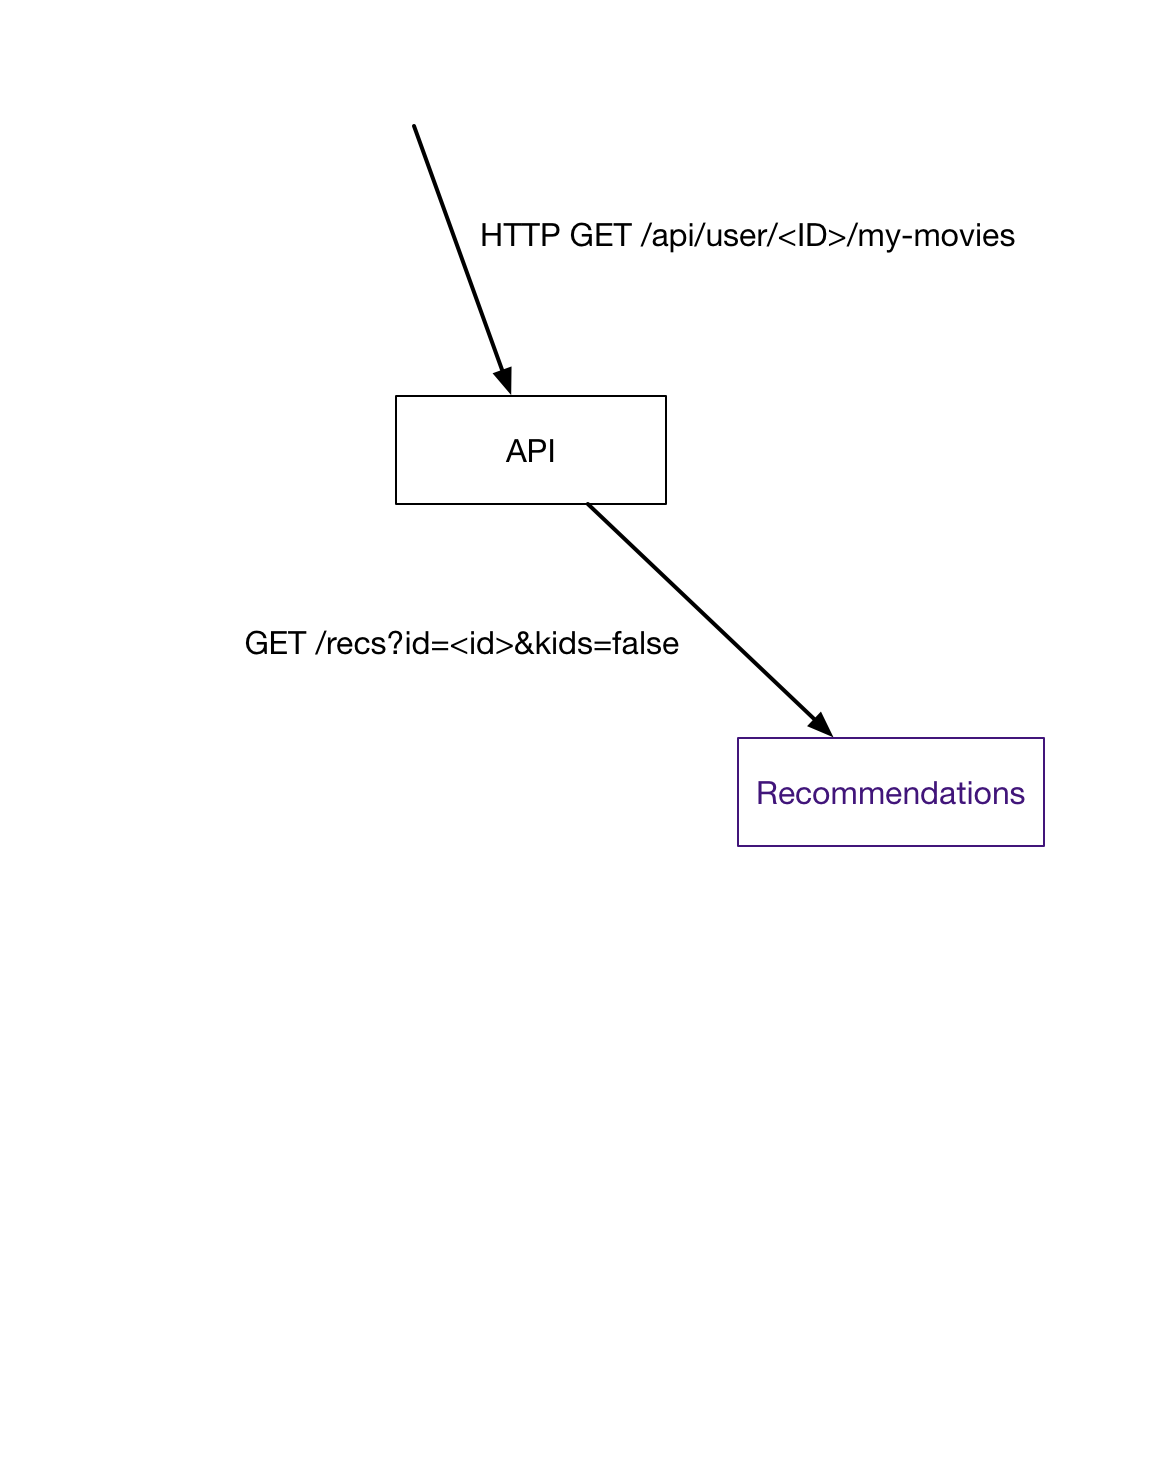 HTTP GET /api/user/<ID>/my-movies
API
GET /recs?id=<id>&kids=false
Recommendations